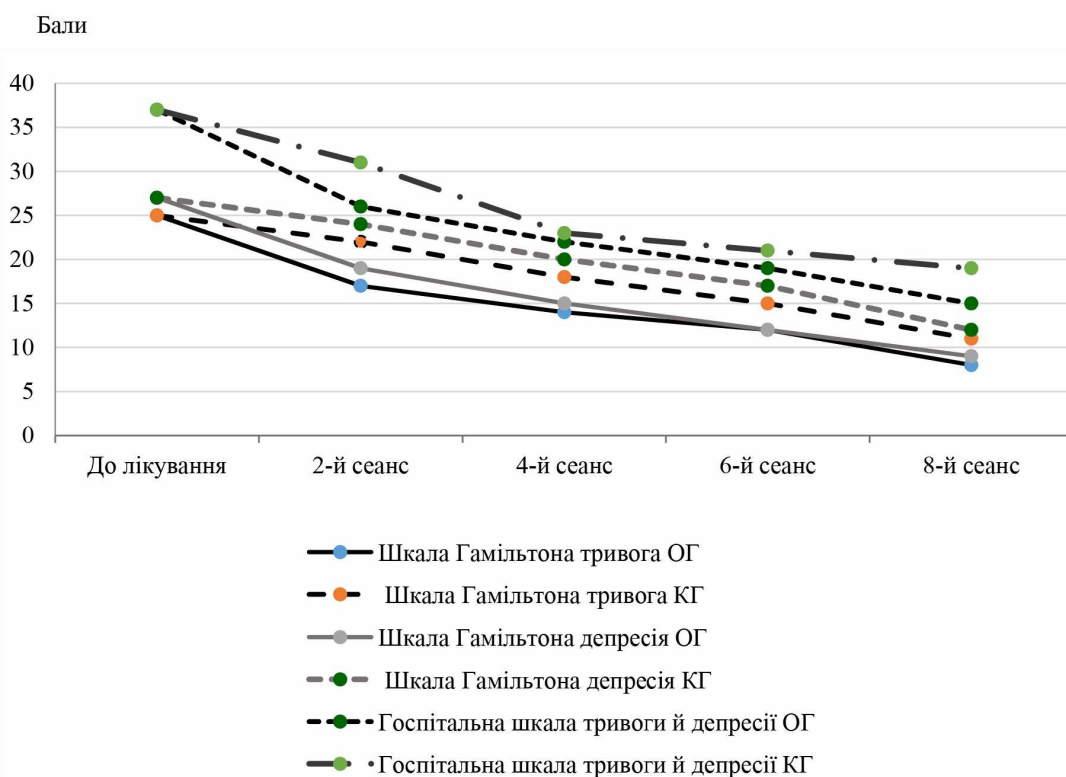 Бали
40
35
30
25
20
15
10
5
0
До лікування 2-й сеанс 4-й сеанс 6-й сеанс 8-й сеанс
Шкала Гамільтона тривога ОГ
Шкала Гамільтона тривога КГ
Шкала Гамільтона депресія ОГ
Шкала Гамільтона депресія КГ
Госпітальна шкала тривоги й депресії ОГ
Госпітальна шкала тривоги й депресії КГ